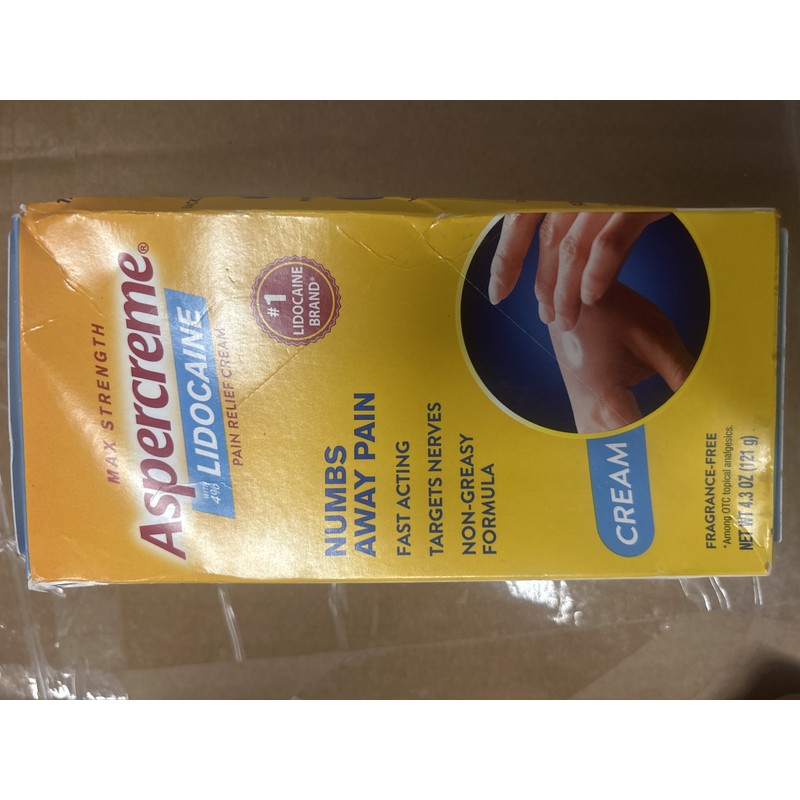 MAX STRENGTH
Aspercreme®
WITH 4% LIDOCAINE
PAIN RELIEF CREAM
#1
LIDOCAINE
BRAND*
NUMBS
AWAY PAIN
FAST ACTING
TARGETS NERVES
NON-GREASY
FORMULA
CREAM
FRAGRANCE-FREE
*Among OTC topical analgesics.
NET WT 4.3 OZ (121 g)